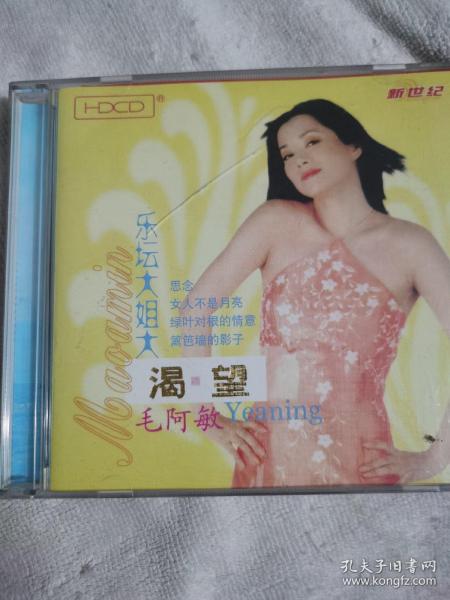 HDCD®
新世纪
Maoamin
乐坛大姐大
思念
女人不是月亮
绿叶对根的情意
篱笆墙的影子
渴望
毛阿敏
Yeaning
孔夫子旧书网
www.kongfz.com